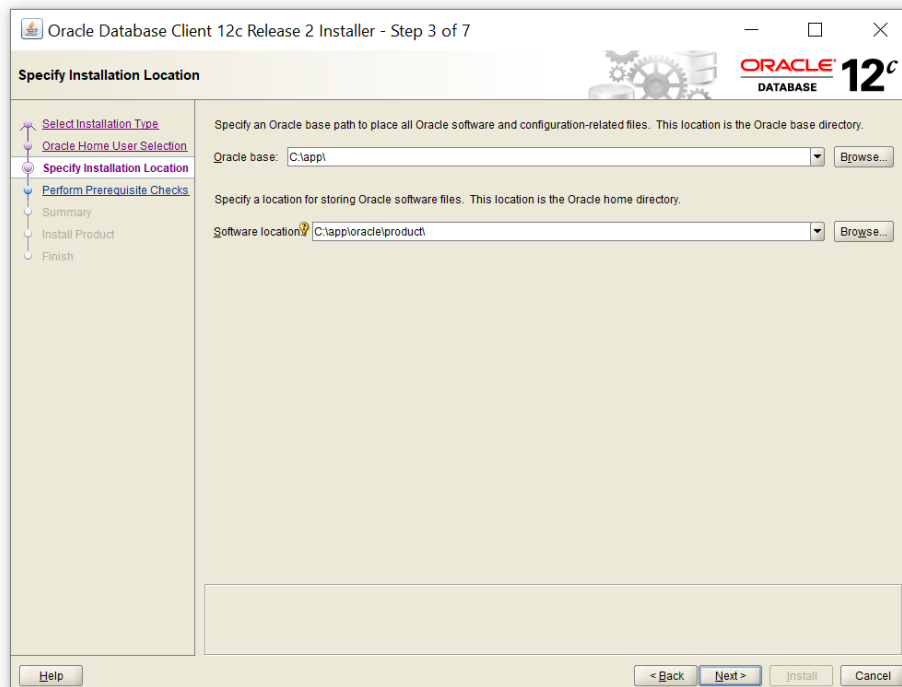 Oracle Database Client 12c Release 2 Installer - Step 3 of 7
Specify Installation Location
ORACLE
DATABASE
12c
Select Installation Type
Oracle Home User Selection
Specify Installation Location
Perform Prerequisite Checks
Summary
Install Product
Finish
Specify an Oracle base path to place all Oracle software and configuration-related files. This location is the Oracle base directory.
Oracle base: C:\app\ Browse...
Specify a location for storing Oracle software files. This location is the Oracle home directory.
Software location: C:\app\oracle\product\ Browse...
Help < Back Next > Install Cancel